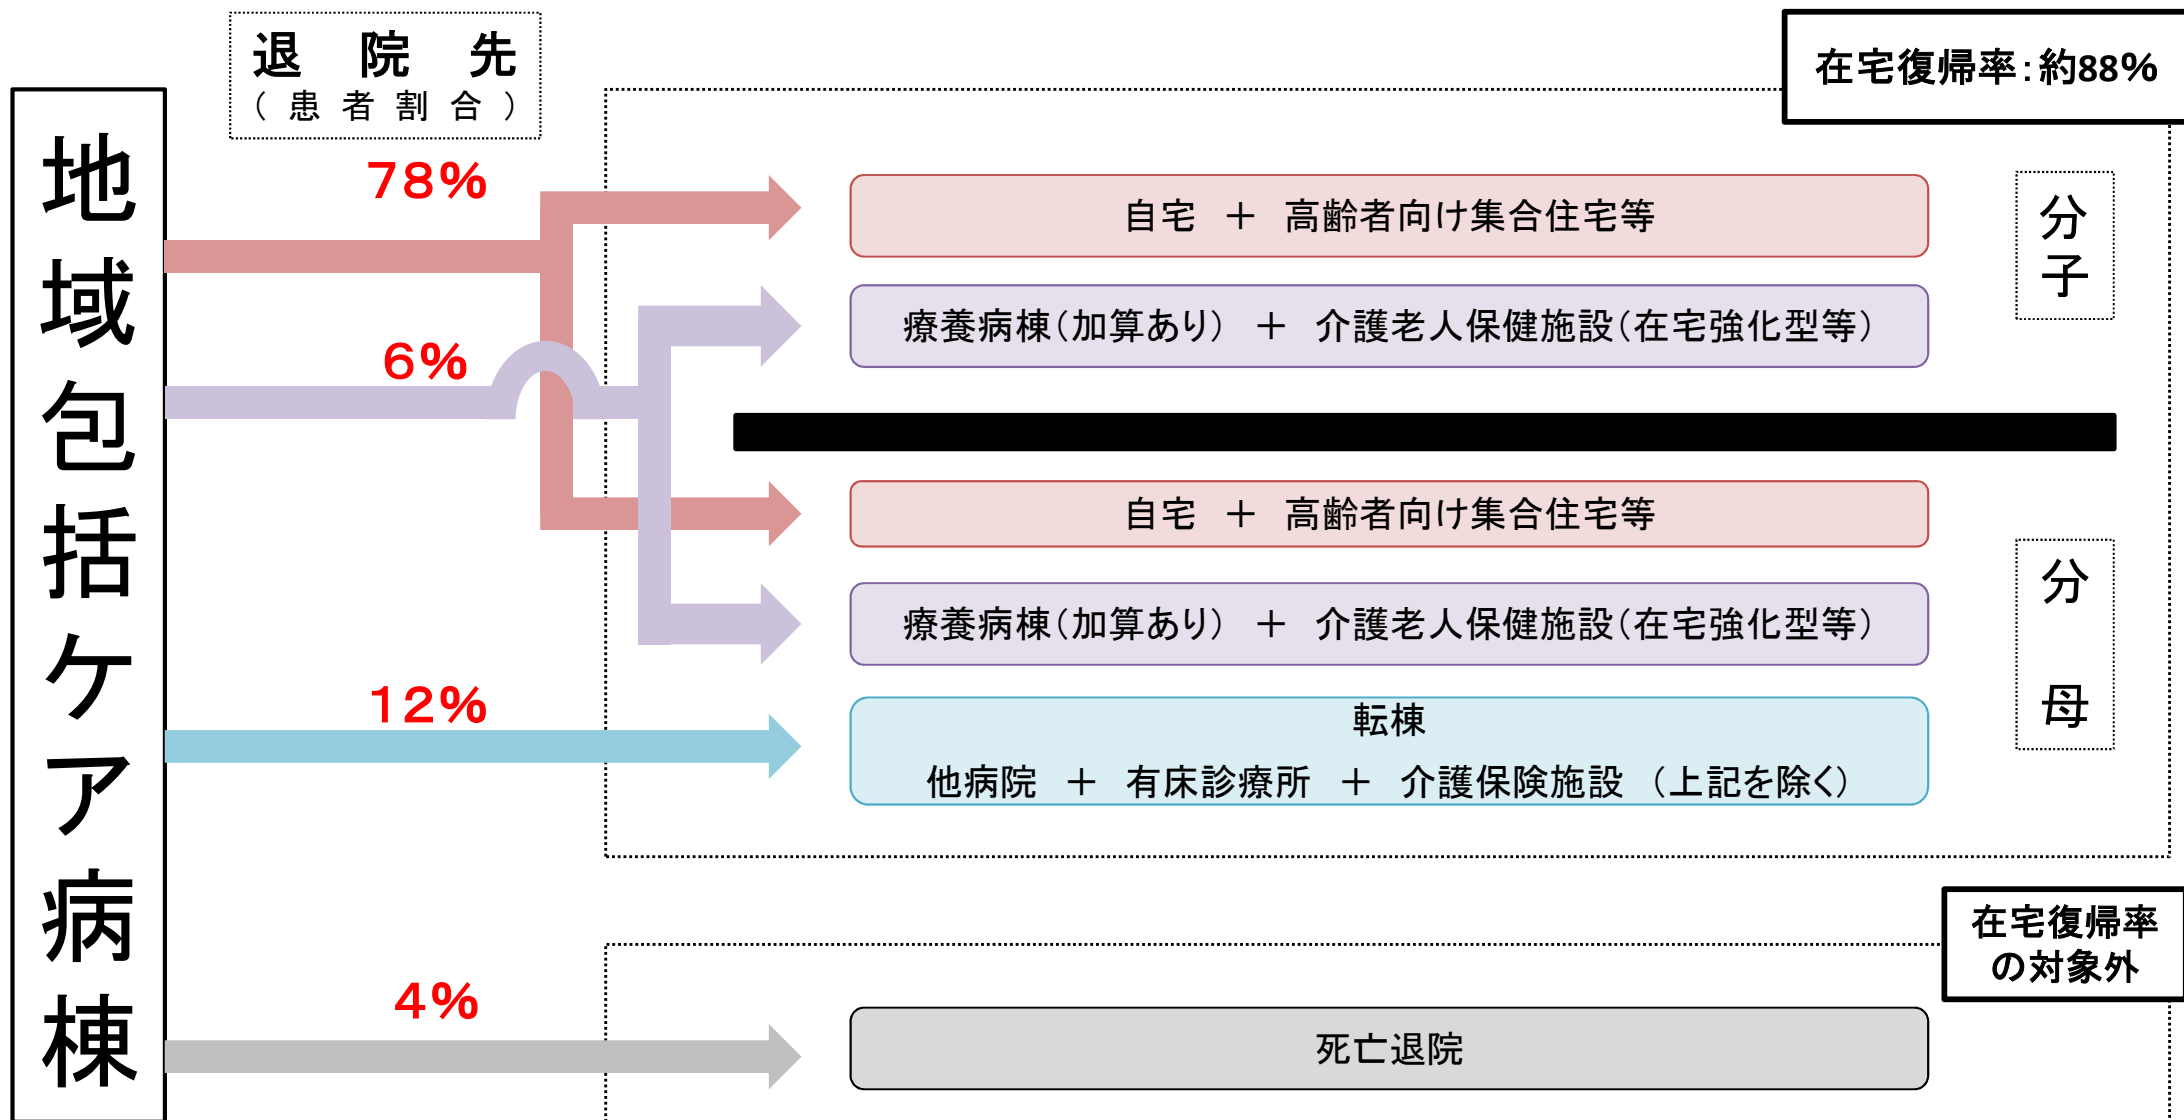 地域包括ケア病棟
退院先
(患者割合)
在宅復帰率:約88%
78%
自宅 + 高齢者向け集合住宅等
分子
6%
療養病棟(加算あり) + 介護老人保健施設(在宅強化型等)
自宅 + 高齢者向け集合住宅等
分母
療養病棟(加算あり) + 介護老人保健施設(在宅強化型等)
12%
転棟
他病院 + 有床診療所 + 介護保険施設 (上記を除く)
在宅復帰率
の対象外
4%
死亡退院